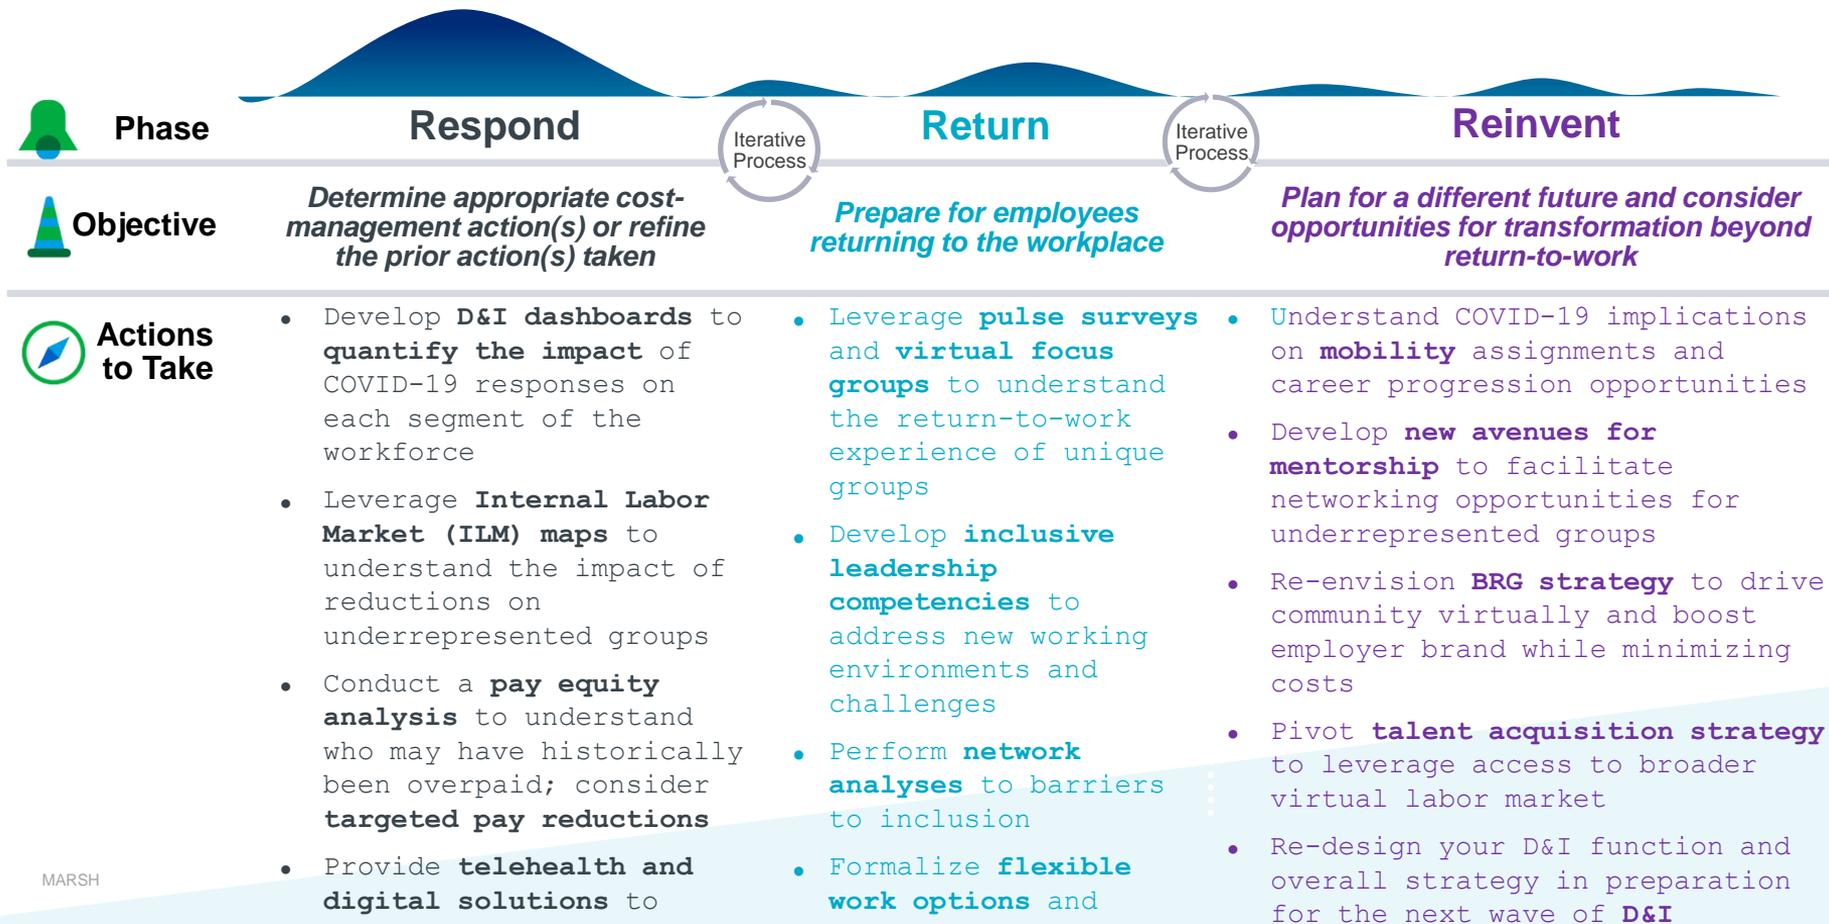 Phase
Respond
Iterative
Process
Return
Iterative
Process
Reinvent
Objective
Determine appropriate cost-
management action(s) or refine
the prior action(s) taken
Prepare for employees
returning to the workplace
Plan for a different future and consider
opportunities for transformation beyond
return-to-work
Actions
to Take
• Develop D&I dashboards to
quantify the impact of
COVID-19 responses on
each segment of the
workforce
• Leverage Internal Labor
Market (ILM) maps to
understand the impact of
reductions on
underrepresented groups
• Conduct a pay equity
analysis to understand
who may have historically
been overpaid; consider
targeted pay reductions
• Provide telehealth and
digital solutions to
• Leverage pulse surveys
and virtual focus
groups to understand
the return-to-work
experience of unique
groups
• Develop inclusive
leadership
competencies to
address new working
environments and
challenges
• Perform network
analyses to barriers
to inclusion
• Formalize flexible
work options and
• Understand COVID-19 implications
on mobility assignments and
career progression opportunities
• Develop new avenues for
mentorship to facilitate
networking opportunities for
underrepresented groups
• Re-envision BRG strategy to drive
community virtually and boost
employer brand while minimizing
costs
• Pivot talent acquisition strategy
to leverage access to broader
virtual labor market
• Re-design your D&I function and
overall strategy in preparation
for the next wave of D&I
MARSH